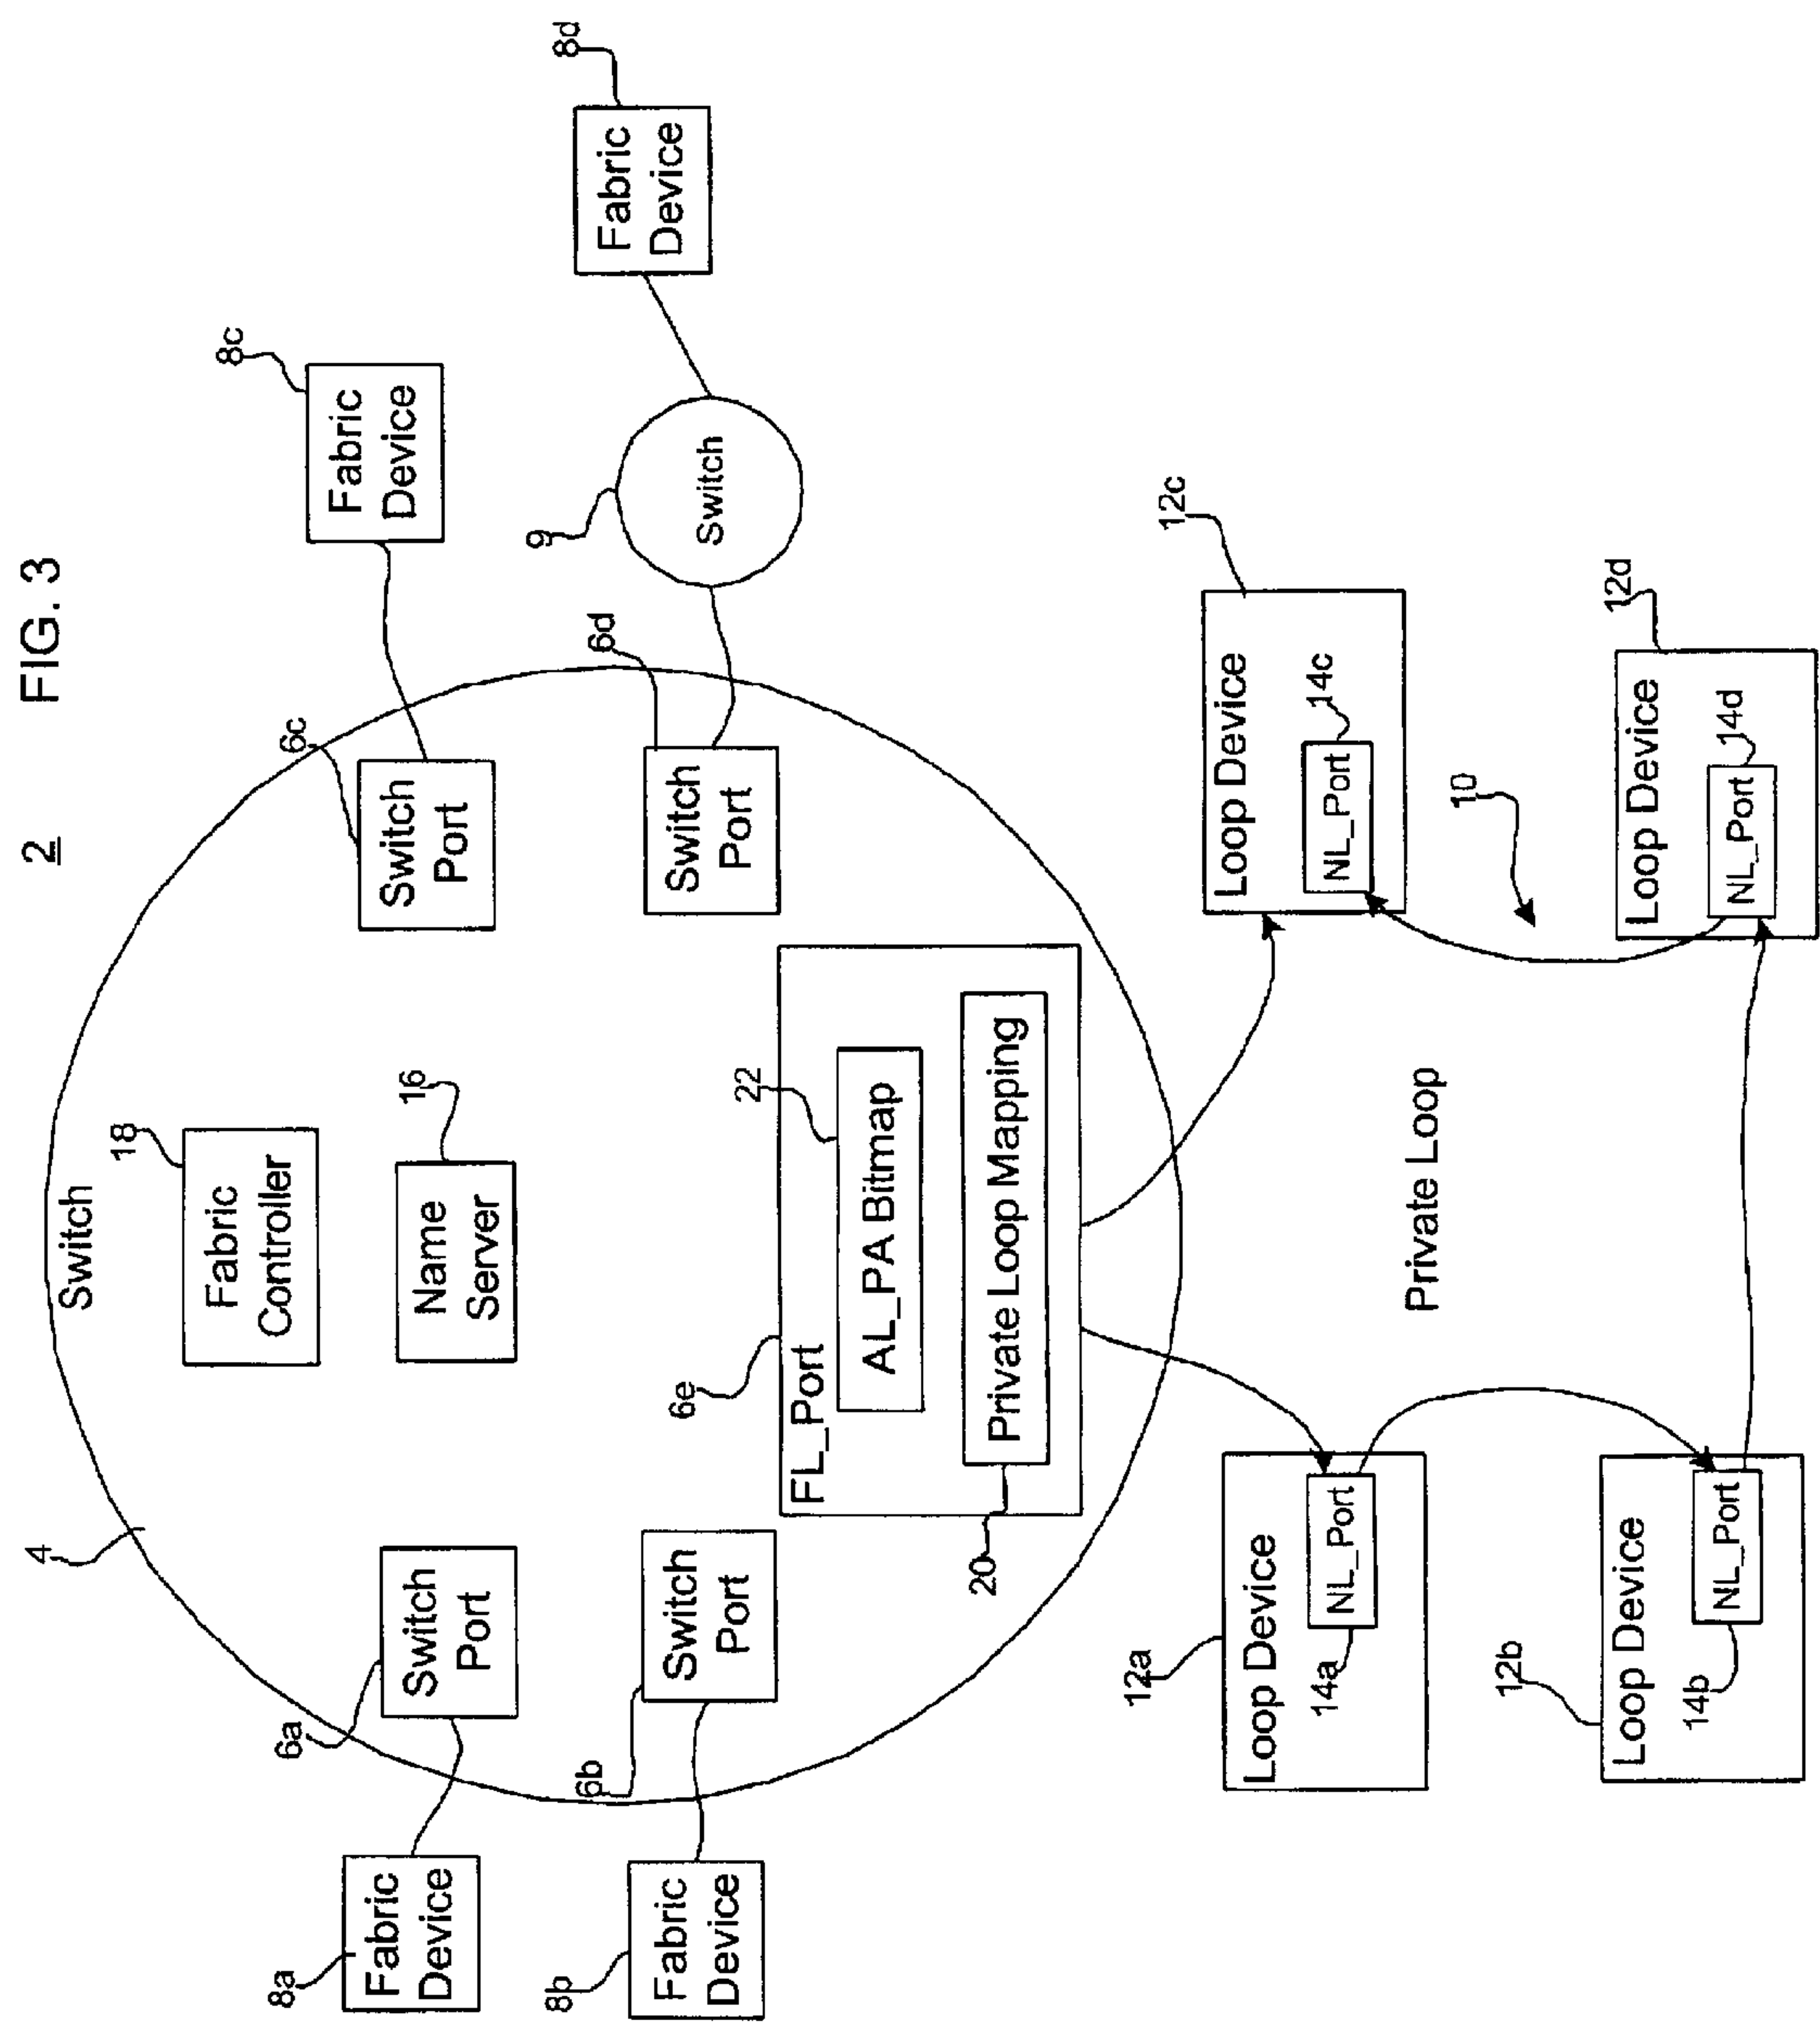 2 FIG. 3
Switch
4
18
Fabric
Controller
16
Name
Server
6a
Switch
Port
6b
Switch
Port
6c
Switch
Port
6d
Switch
Port
8a
Fabric
Device
8b
Fabric
Device
8c
Fabric
Device
8d
Fabric
Device
9
Switch
6e
FL_Port
22
AL_PA Bitmap
Private Loop Mapping
20
12a
Loop Device
NL_Port
14a
Private Loop
12c
Loop Device
NL_Port
14c
10
12b
Loop Device
NL_Port
14b
12d
Loop Device
NL_Port
14d